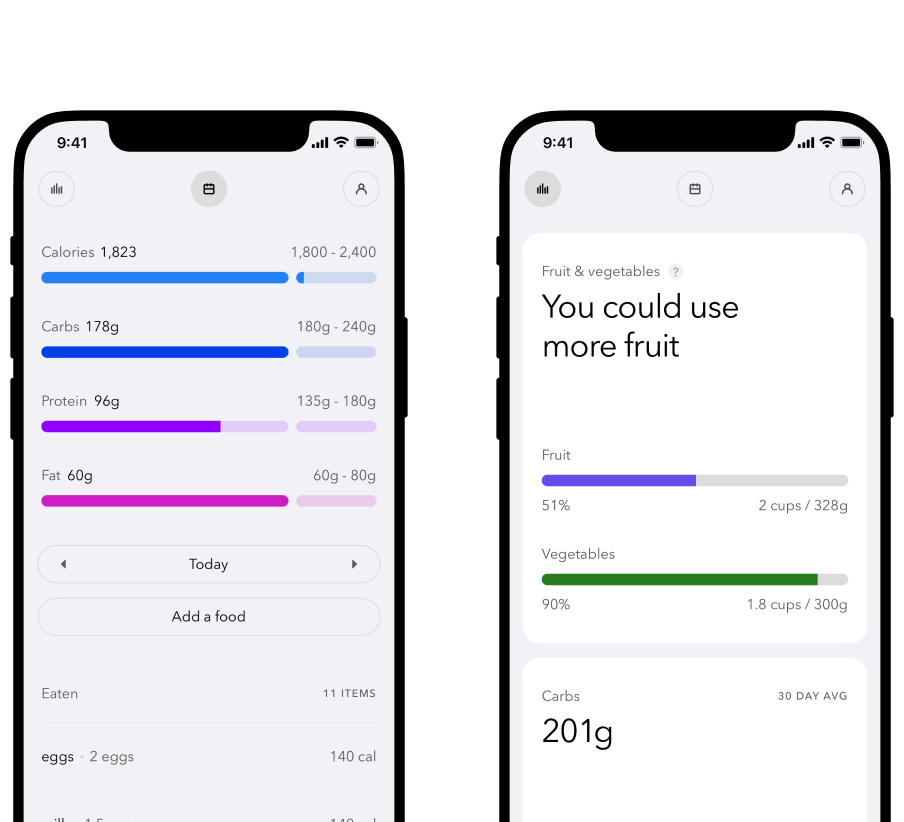 9:41
Calories 1,823 1,800 - 2,400
Carbs 178g 180g - 240g
Protein 96g 135g - 180g
Fat 60g 60g - 80g
Today
Add a food
Eaten 11 ITEMS
eggs • 2 eggs 140 cal
9:41
Fruit & vegetables ?
You could use
more fruit
Fruit
51% 2 cups / 328g
Vegetables
90% 1.8 cups / 300g
Carbs 30 DAY AVG
201g